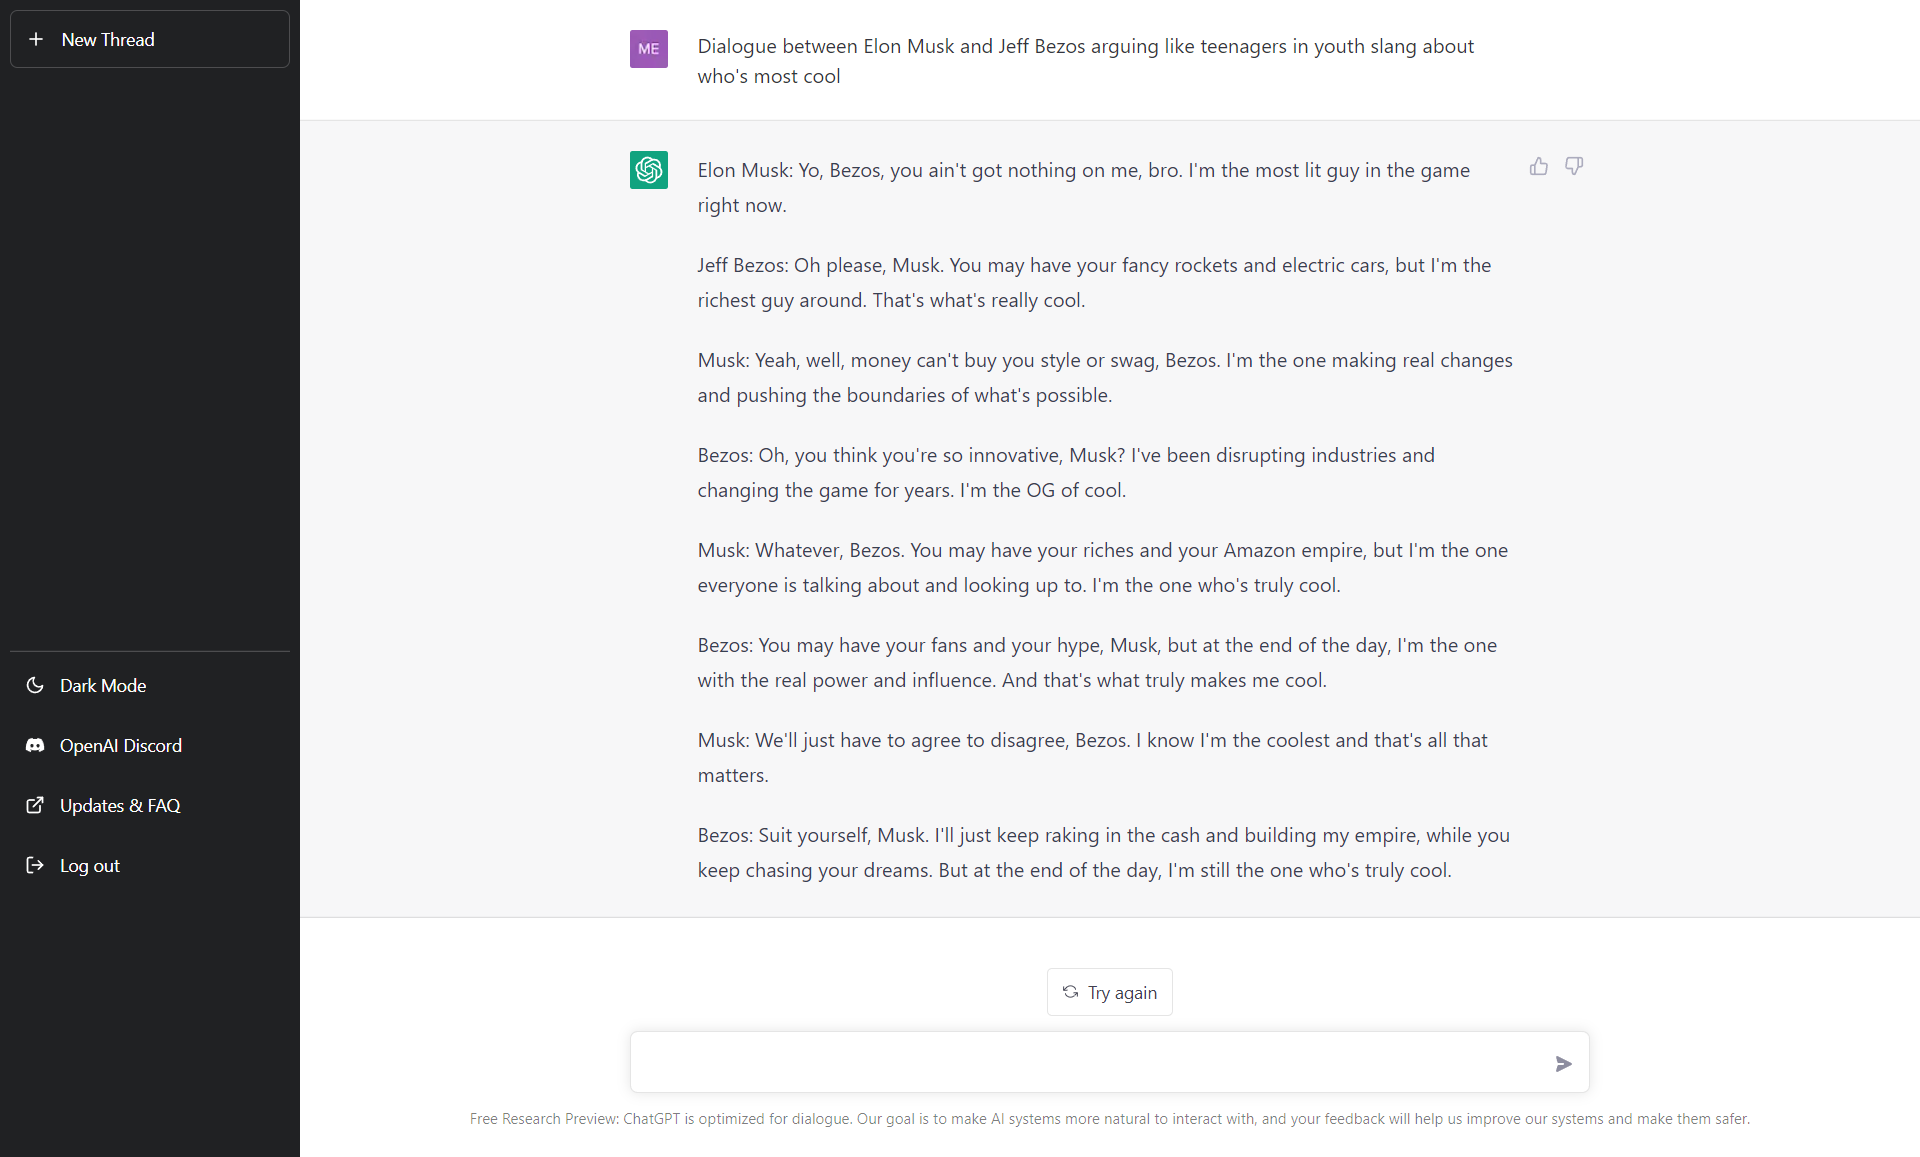 New Thread
ME
Dialogue between Elon Musk and Jeff Bezos arguing like teenagers in youth slang about
who's most cool
Elon Musk: Yo, Bezos, you ain't got nothing on me, bro. I'm the most lit guy in the game
right now.
Jeff Bezos: Oh please, Musk. You may have your fancy rockets and electric cars, but I'm the
richest guy around. That's what's really cool.
Musk: Yeah, well, money can't buy you style or swag, Bezos. I'm the one making real changes
and pushing the boundaries of what's possible.
Bezos: Oh, you think you're so innovative, Musk? I've been disrupting industries and
changing the game for years. I'm the OG of cool.
Musk: Whatever, Bezos. You may have your riches and your Amazon empire, but I'm the one
everyone is talking about and looking up to. I'm the one who's truly cool.
Bezos: You may have your fans and your hype, Musk, but at the end of the day, I'm the one
with the real power and influence. And that's what truly makes me cool.
Musk: We'll just have to agree to disagree, Bezos. I know I'm the coolest and that's all that
matters.
Bezos: Suit yourself, Musk. I'll just keep raking in the cash and building my empire, while you
keep chasing your dreams. But at the end of the day, I'm still the one who's truly cool.
Dark Mode
OpenAI Discord
Updates & FAQ
Log out
Try again
Free Research Preview: ChatGPT is optimized for dialogue. Our goal is to make AI systems more natural to interact with, and your feedback will help us improve our systems and make them safer.